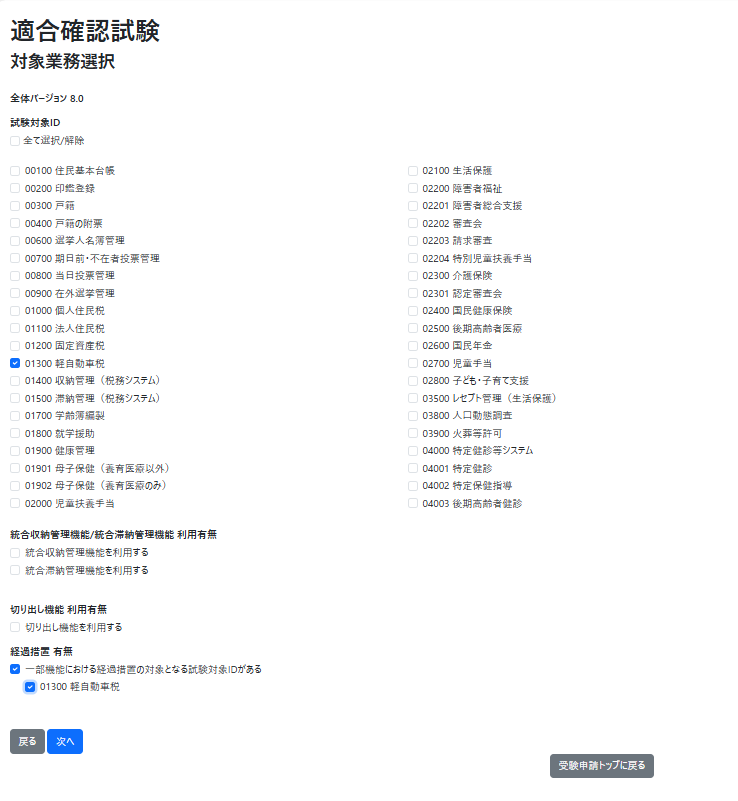 適合確認試験
対象業務選択
全体バージョン 8.0
試験対象ID
全て選択/解除
00100 住民基本台帳
00200 印鑑登録
00300 戸籍
00400 戸籍の附票
00600 選挙人名簿管理
00700 期日前・不在者投票管理
00800 当日投票管理
00900 在外選挙管理
01000 個人住民税
01100 法人住民税
01200 固定資産税
01300 軽自動車税
01400 収納管理（税務システム）
01500 滞納管理（税務システム）
01700 学齢簿編製
01800 就学援助
01900 健康管理
01901 母子保健（養育医療以外）
01902 母子保健（養育医療のみ）
02000 児童扶養手当
02100 生活保護
02200 障害者福祉
02201 障害者総合支援
02202 審査会
02203 請求審査
02204 特別児童扶養手当
02300 介護保険
02301 認定審査会
02400 国民健康保険
02500 後期高齢者医療
02600 国民年金
02700 児童手当
02800 子ども・子育て支援
03500 レセプト管理（生活保護）
03800 人口動態調査
03900 火葬等許可
04000 特定健診等システム
04001 特定健診
04002 特定保健指導
04003 後期高齢者健診
統合収納管理機能/統合滞納管理機能 利用有無
統合収納管理機能を利用する
統合滞納管理機能を利用する
切り出し機能 利用有無
切り出し機能を利用する
経過措置 有無
一部機能における経過措置の対象となる試験対象IDがある
01300 軽自動車税
戻る 次へ
受験申請トップに戻る